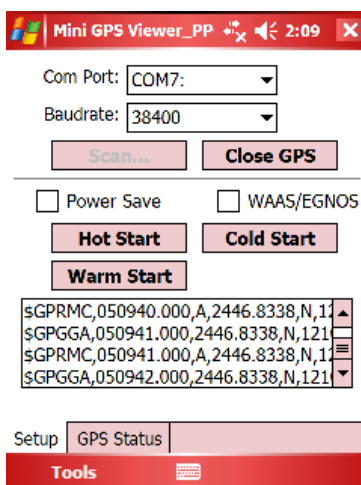 Mini GPS Viewer_PP 2:09
Com Port: COM7:
Baudrate: 38400
Scan... Close GPS
Power Save WAAS/EGNOS
Hot Start Cold Start
Warm Start
$GPRMC,050940.000,A,2446.8338,N,12
$GPGGA,050941.000,2446.8338,N,121
$GPRMC,050941.000,A,2446.8338,N,12
$GPGGA,050942.000,2446.8338,N,121
Setup GPS Status
Tools